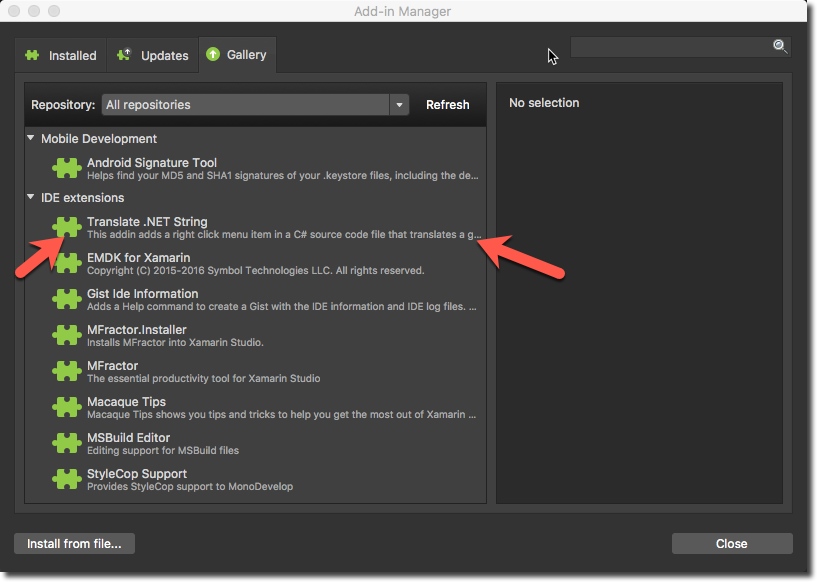 Add-in Manager
Installed
Updates
Gallery
Repository:
All repositories
Refresh
No selection
Mobile Development
Android Signature Tool
Helps find your MD5 and SHA1 signatures of your .keystore files, including the de...
IDE extensions
Translate .NET String
This addin adds a right click menu item in a C# source code file that translates a g...
EMDK for Xamarin
Copyright (C) 2015-2016 Symbol Technologies LLC. All rights reserved.
Gist Ide Information
Adds a Help command to create a Gist with the IDE information and IDE log files. ...
MFractor.Installer
Installs MFractor into Xamarin Studio.
MFractor
The essential productivity tool for Xamarin Studio
Macaque Tips
Macaque Tips shows you tips and tricks to help you get the most out of Xamarin ...
MSBuild Editor
Editing support for MSBuild files
StyleCop Support
Provides StyleCop support to MonoDevelop
Install from file...
Close